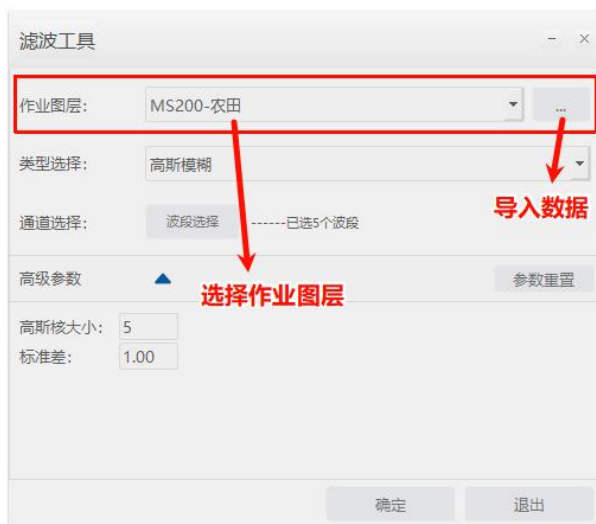 滤波工具
作业图层: MS200-农田 ...
类型选择: 高斯模糊
导入数据
通道选择: 波段选择 ------已选5个波段
高级参数 参数重置
选择作业图层
高斯核大小: 5
标准差: 1.00
确定 退出